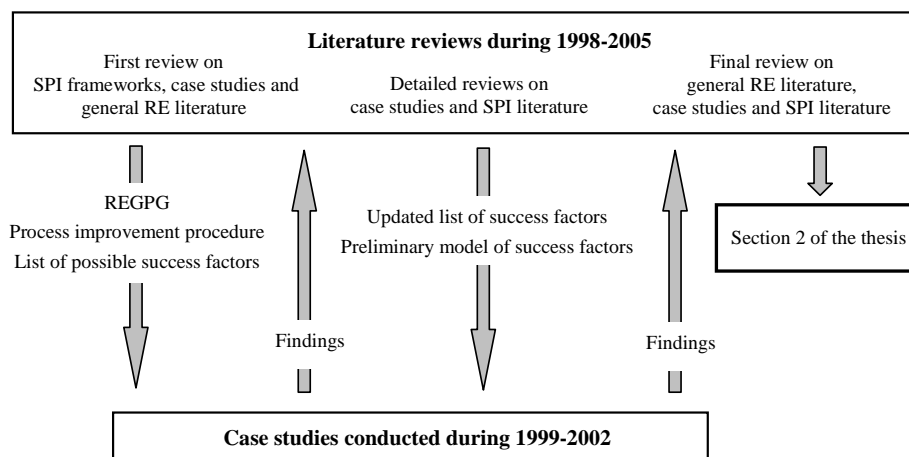 Literature reviews during 1998-2005
First review on
SPI frameworks, case studies and
general RE literature
Detailed reviews on
case studies and SPI literature
Final review on
general RE literature,
case studies and SPI literature
REGPG
Process improvement procedure
List of possible success factors
Findings
Updated list of success factors
Preliminary model of success factors
Findings
Section 2 of the thesis
Case studies conducted during 1999-2002